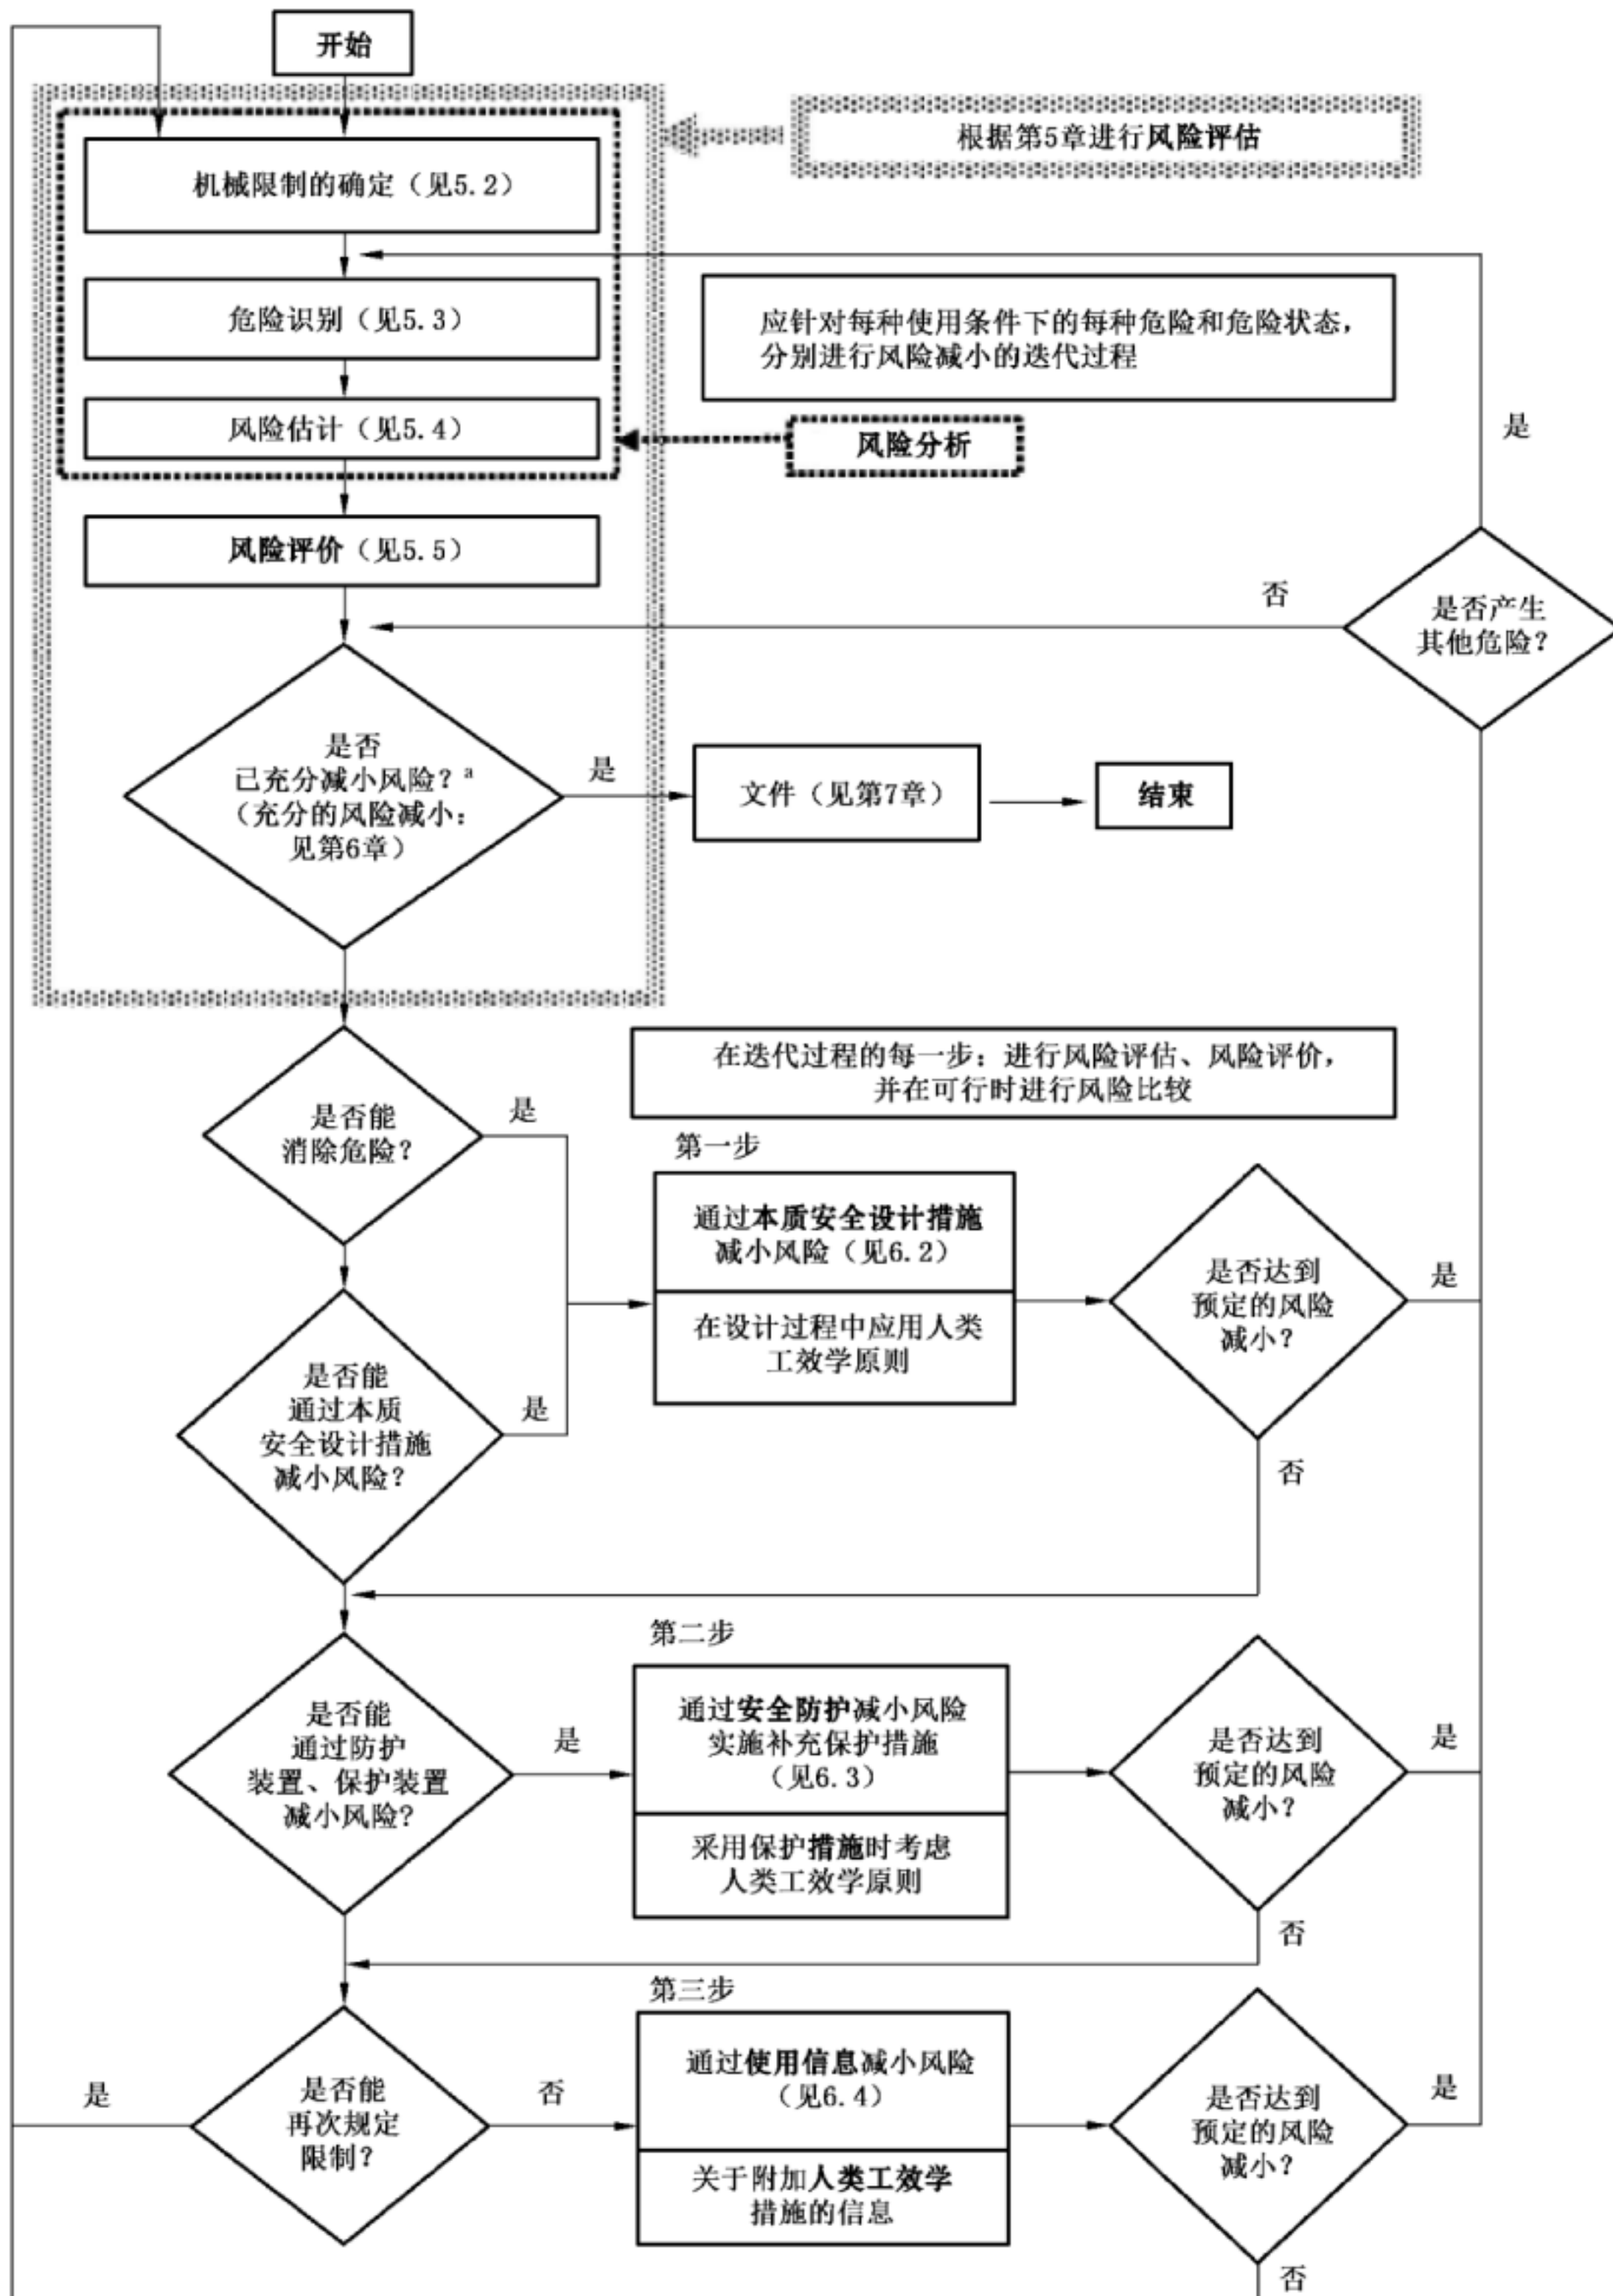 开始
根据第5章进行风险评估
机械限制的确定（见5.2）
危险识别（见5.3）
应针对每种使用条件下的每种危险和危险状态，
分别进行风险减小的迭代过程
风险估计（见5.4）
风险分析
是
风险评价（见5.5）
否
是否产生
其他危险？
是否
已充分减小风险？a
（充分的风险减小：
见第6章）
是
文件（见第7章）
结束
在迭代过程的每一步：进行风险评估、风险评价，
并在可行时进行风险比较
是否能
消除危险？
是
第一步
通过本质安全设计措施
减小风险（见6.2）
在设计过程中应用人类
工效学原则
是否达到
预定的风险
减小？
是
是否能
通过本质
安全设计措施
减小风险？
是
否
第二步
是否能
通过防护
装置、保护装置
减小风险?
是
通过安全防护减小风险
实施补充保护措施
（见6.3）
采用保护措施时考虑
人类工效学原则
是否达到
预定的风险
减小？
是
否
第三步
是
是否能
再次规定
限制？
否
通过使用信息减小风险
（见6.4）
关于附加人类工效学
措施的信息
是否达到
预定的风险
减小？
是
否